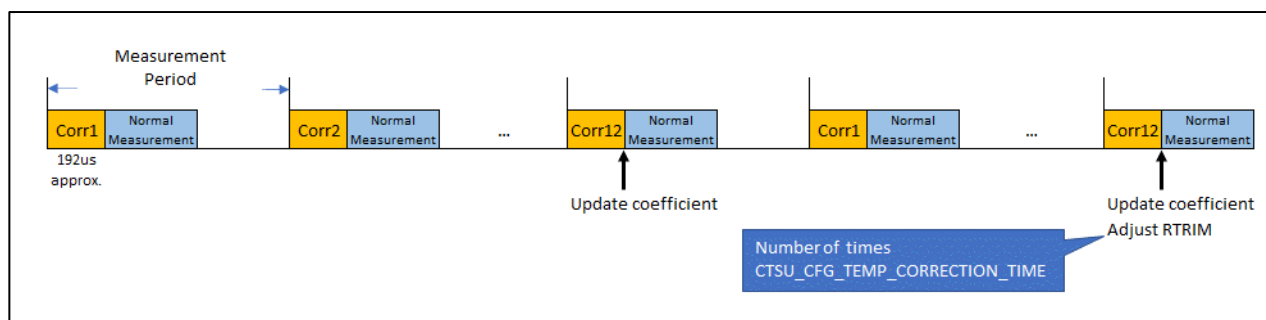 Measurement
Period
Corr1
Normal
Measurement
Corr2
Normal
Measurement
...
Corr12
Normal
Measurement
Corr1
Normal
Measurement
...
Corr12
Normal
Measurement
192us
approx.
Update coefficient
Update coefficient
Adjust RTRIM
Number of times
CTSU_CFG_TEMP_CORRECTION_TIME